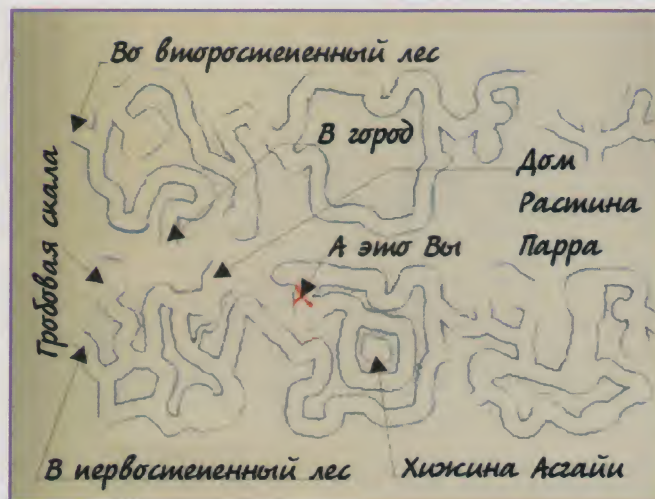 Во второстепенный лес
В город
Дом
Растина
Парра
Гробовая скала
А это Вы
В первостепенный лес
Хижина Асгайи